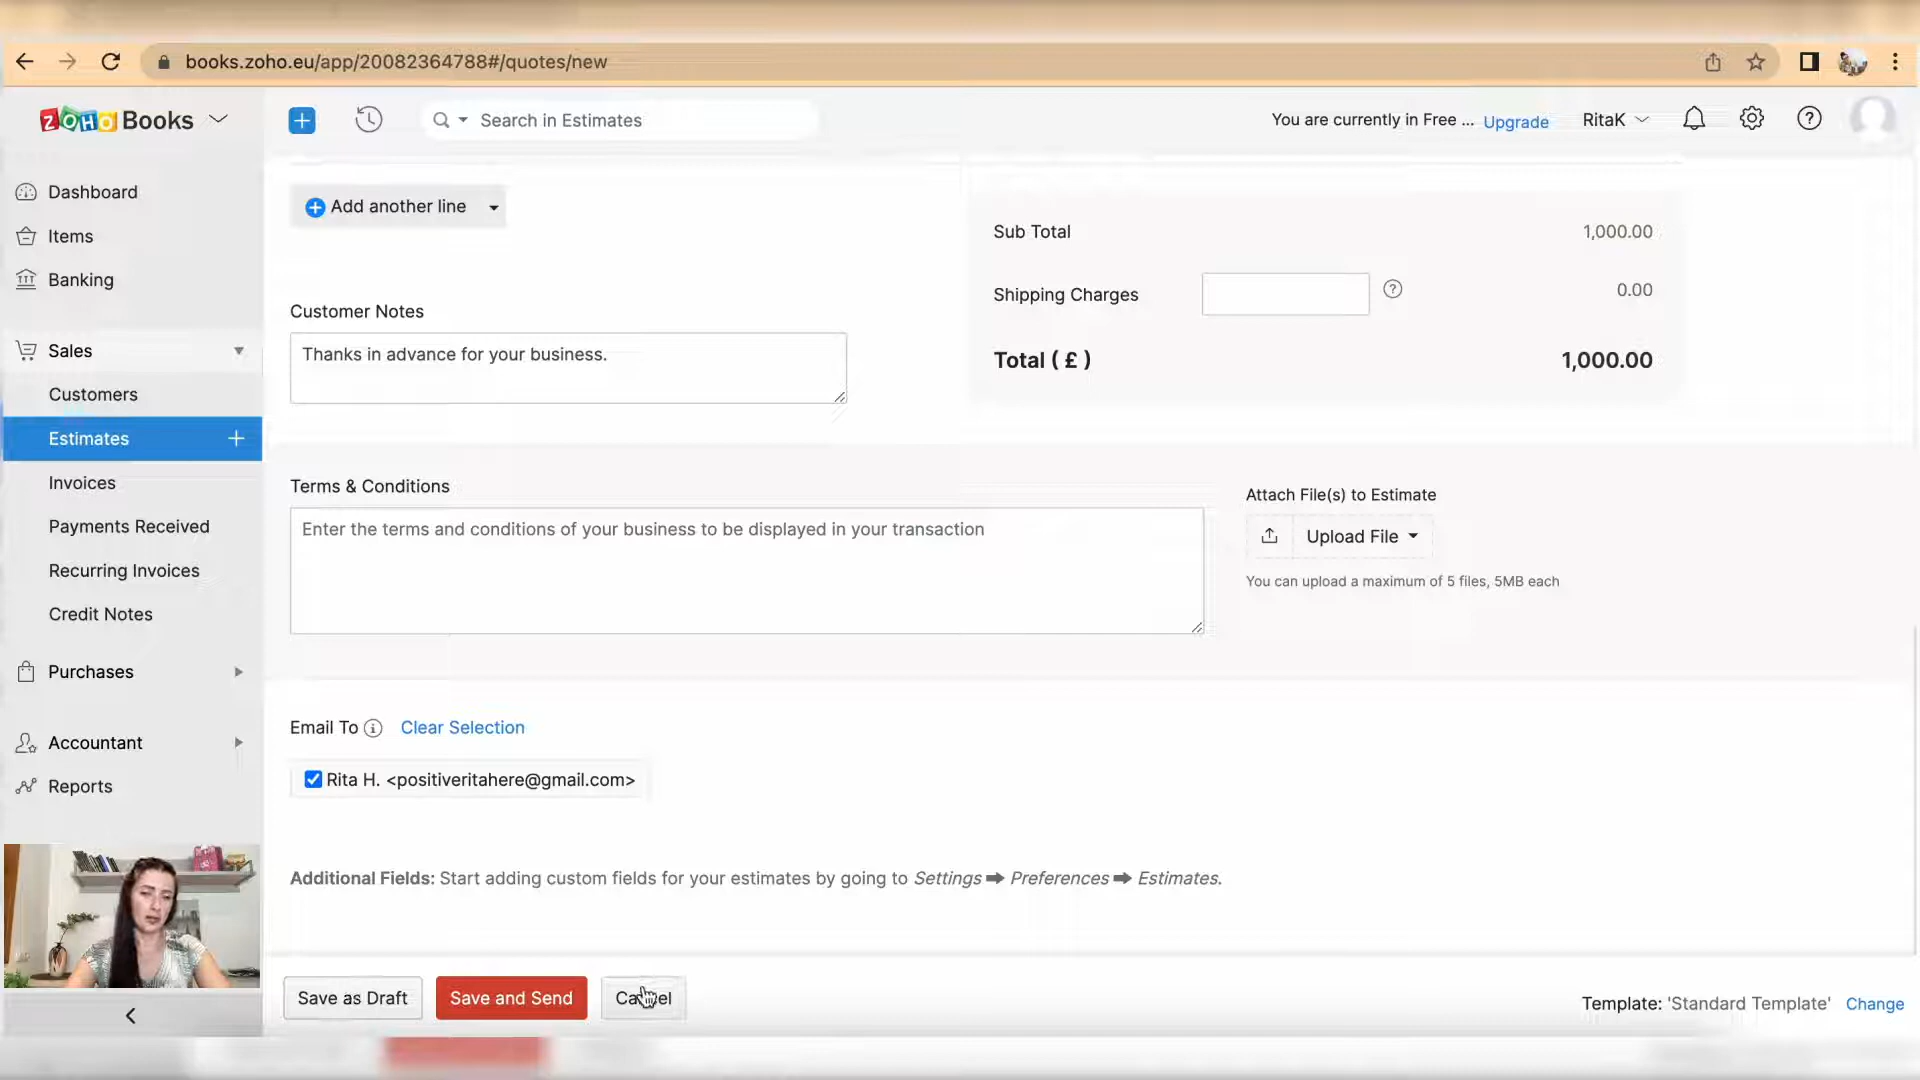 books.zoho.eu/app/20082364788#/quotes/new
ZOHO Books
Search in Estimates
You are currently in Free ... Upgrade
RitaK
Dashboard
Items
Banking
Sales
Customers
Estimates
Invoices
Payments Received
Recurring Invoices
Credit Notes
Purchases
Accountant
Reports
Add another line
Sub Total 1,000.00
Shipping Charges 0.00
Total ( £ ) 1,000.00
Customer Notes
Thanks in advance for your business.
Terms & Conditions
Enter the terms and conditions of your business to be displayed in your transaction
Attach File(s) to Estimate
Upload File
You can upload a maximum of 5 files, 5MB each
Email To Clear Selection
Rita H. <positiveritahere@gmail.com>
Additional Fields: Start adding custom fields for your estimates by going to Settings ➡ Preferences ➡ Estimates.
Save as Draft
Save and Send
Cancel
Template: 'Standard Template' Change